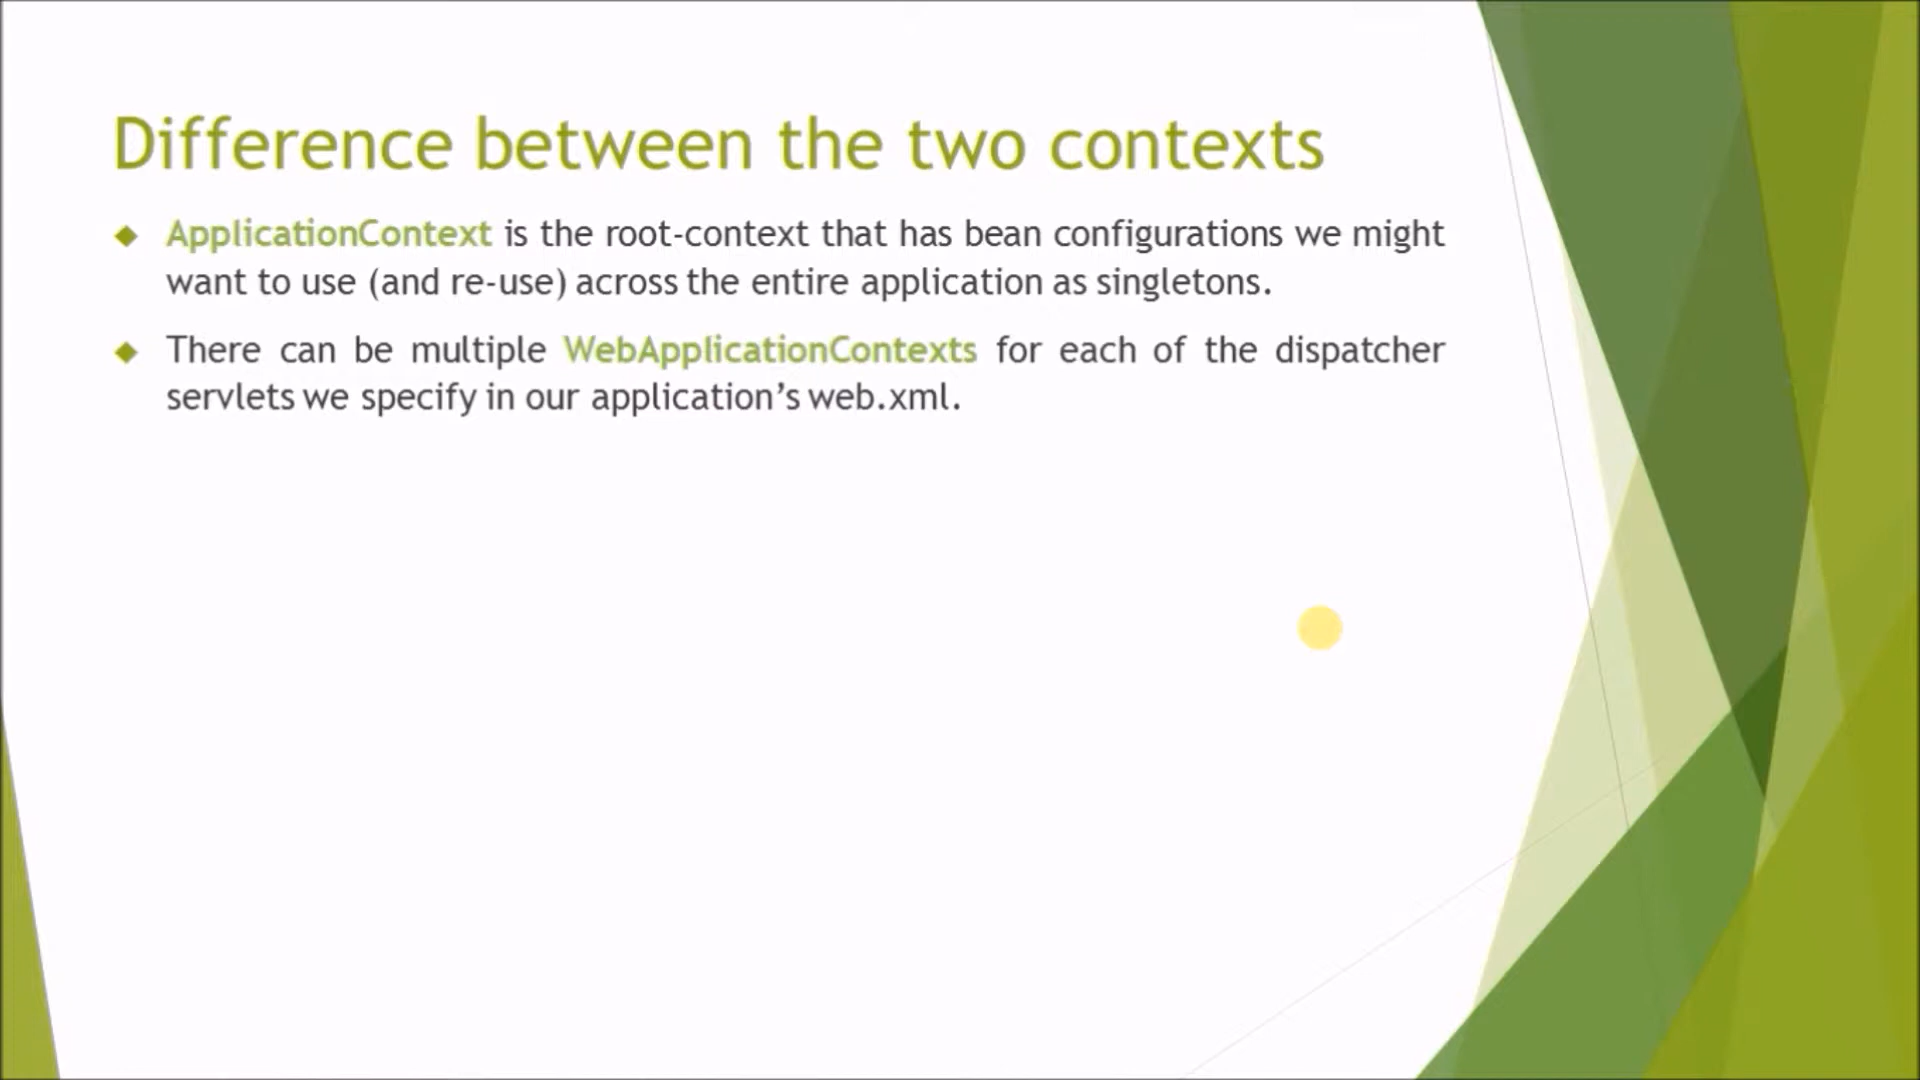 Difference between the two contexts
ApplicationContext is the root-context that has bean configurations we might
want to use (and re-use) across the entire application as singletons.
There can be multiple WebApplicationContexts for each of the dispatcher
servlets we specify in our application’s web.xml.